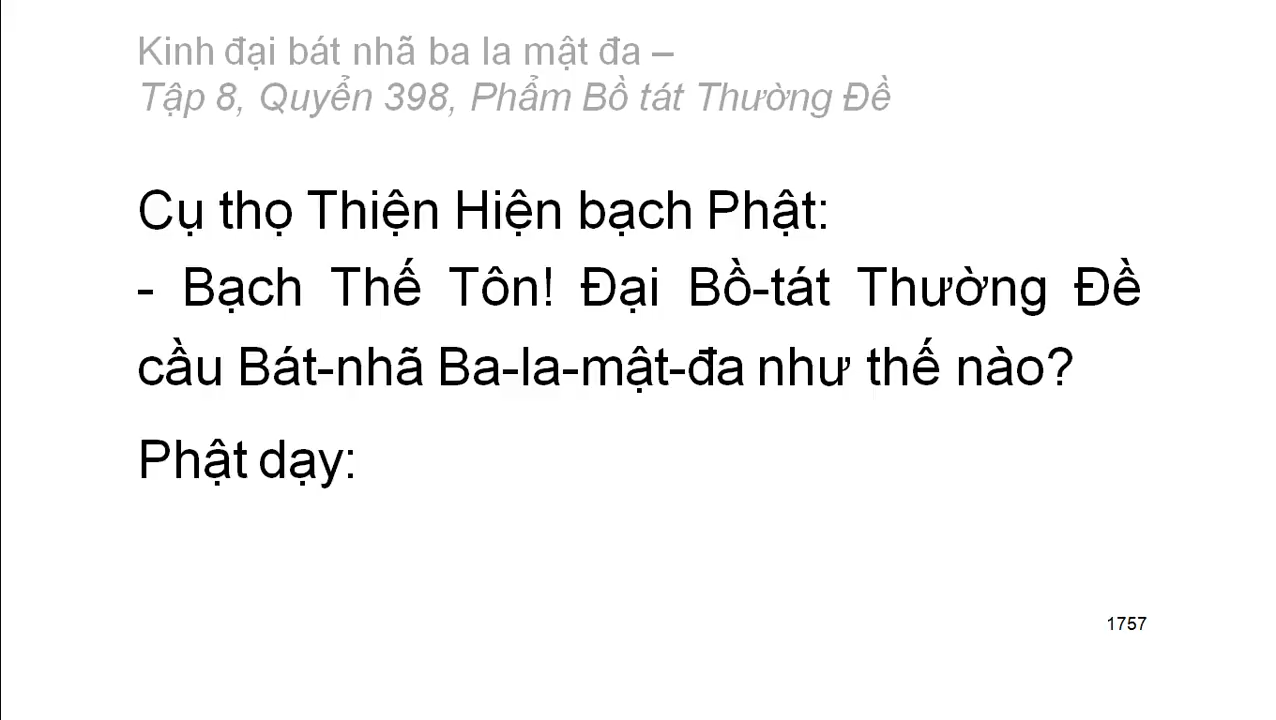 Kinh đại bát nhã ba la mật đa –
Tập 8, Quyển 398, Phẩm Bồ tát Thường Đề
Cụ thọ Thiện Hiện bạch Phật:
- Bạch Thế Tôn! Đại Bồ-tát Thường Đề
cầu Bát-nhã Ba-la-mật-đa như thế nào?
Phật dạy:
1757